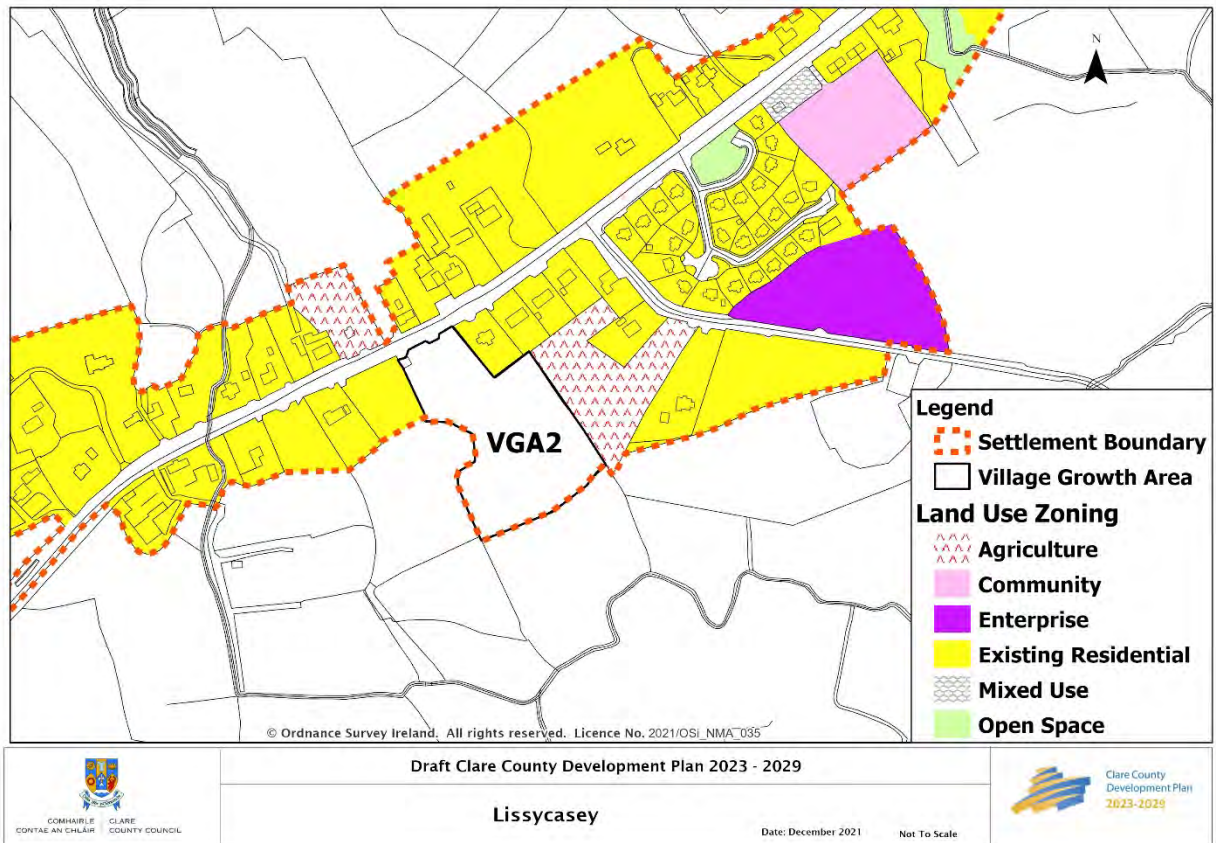 N
VGA2
Legend
Settlement Boundary
Village Growth Area
Land Use Zoning
Agriculture
Community
Enterprise
Existing Residential
Mixed Use
Open Space
© Ordnance Survey Ireland. All rights reserved. Licence No. 2021/OSi_NMA_035
COMHAIRLE
CONTAE AN CHLÁIR
CLARE
COUNTY COUNCIL
Draft Clare County Development Plan 2023 - 2029
Lissycasey
Date: December 2021
Not To Scale
Clare County
Development Plan
2023-2029